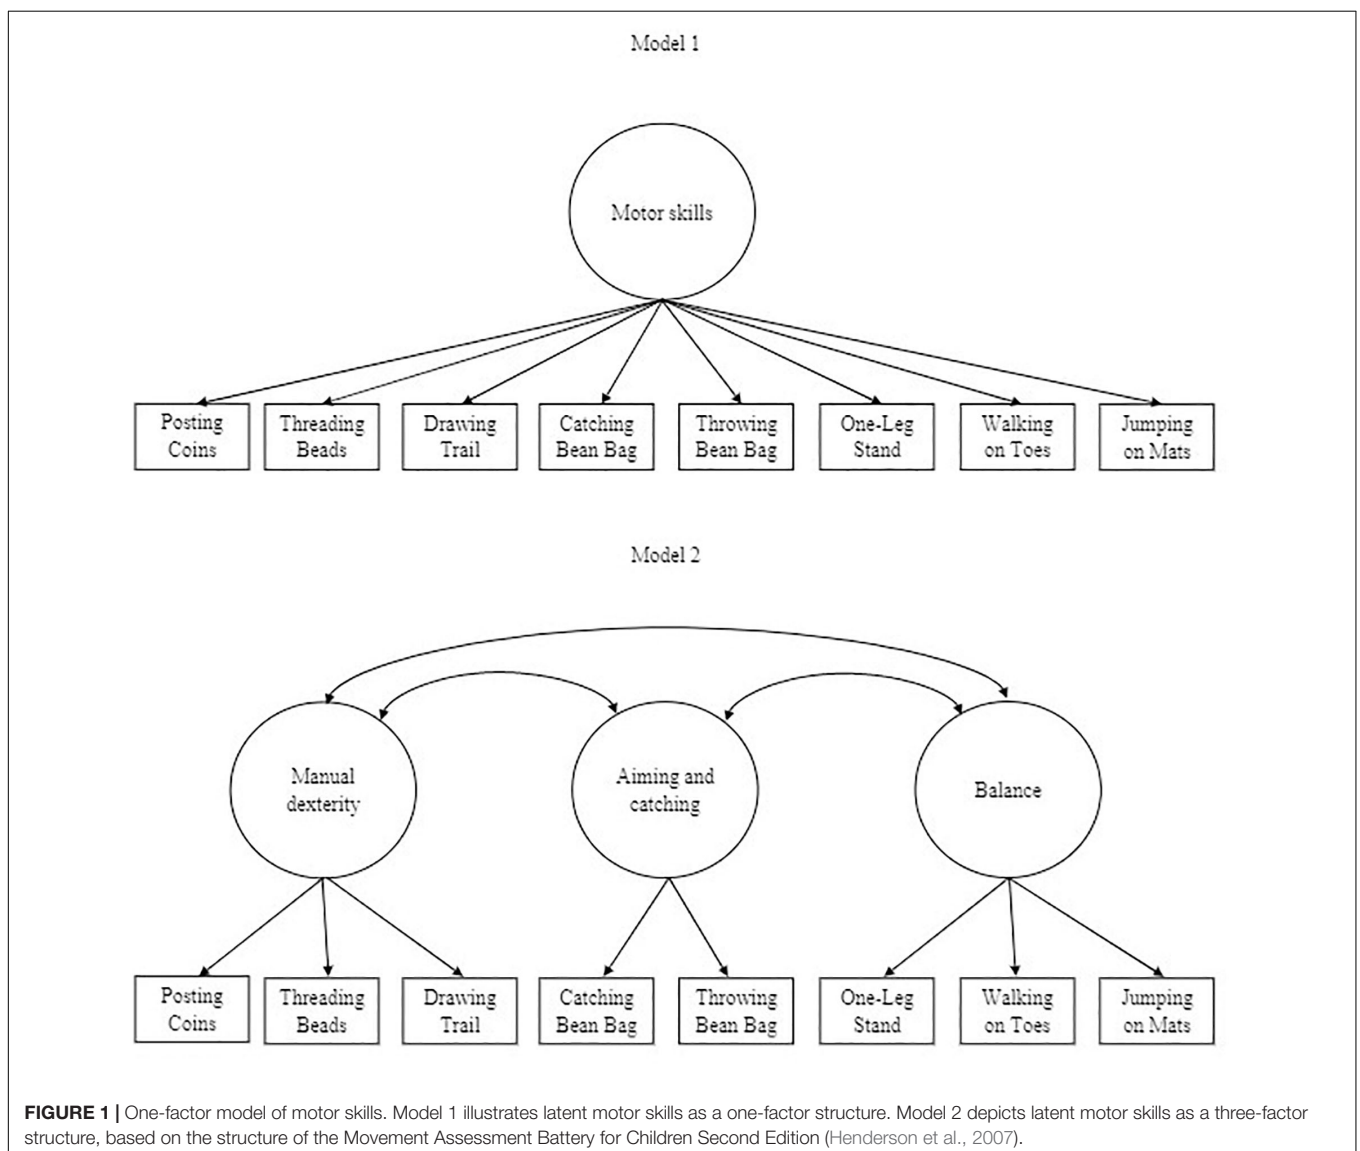 Model 1
Motor skills
Posting
Coins
Threading
Beads
Drawing
Trail
Catching
Bean Bag
Throwing
Bean Bag
One-Leg
Stand
Walking
on Toes
Jumping
on Mats
Model 2
Manual
dexterity
Aiming and
catching
Balance
Posting
Coins
Threading
Beads
Drawing
Trail
Catching
Bean Bag
Throwing
Bean Bag
One-Leg
Stand
Walking
on Toes
Jumping
on Mats
FIGURE 1 | One-factor model of motor skills. Model 1 illustrates latent motor skills as a one-factor structure. Model 2 depicts latent motor skills as a three-factor
structure, based on the structure of the Movement Assessment Battery for Children Second Edition (Henderson et al., 2007).